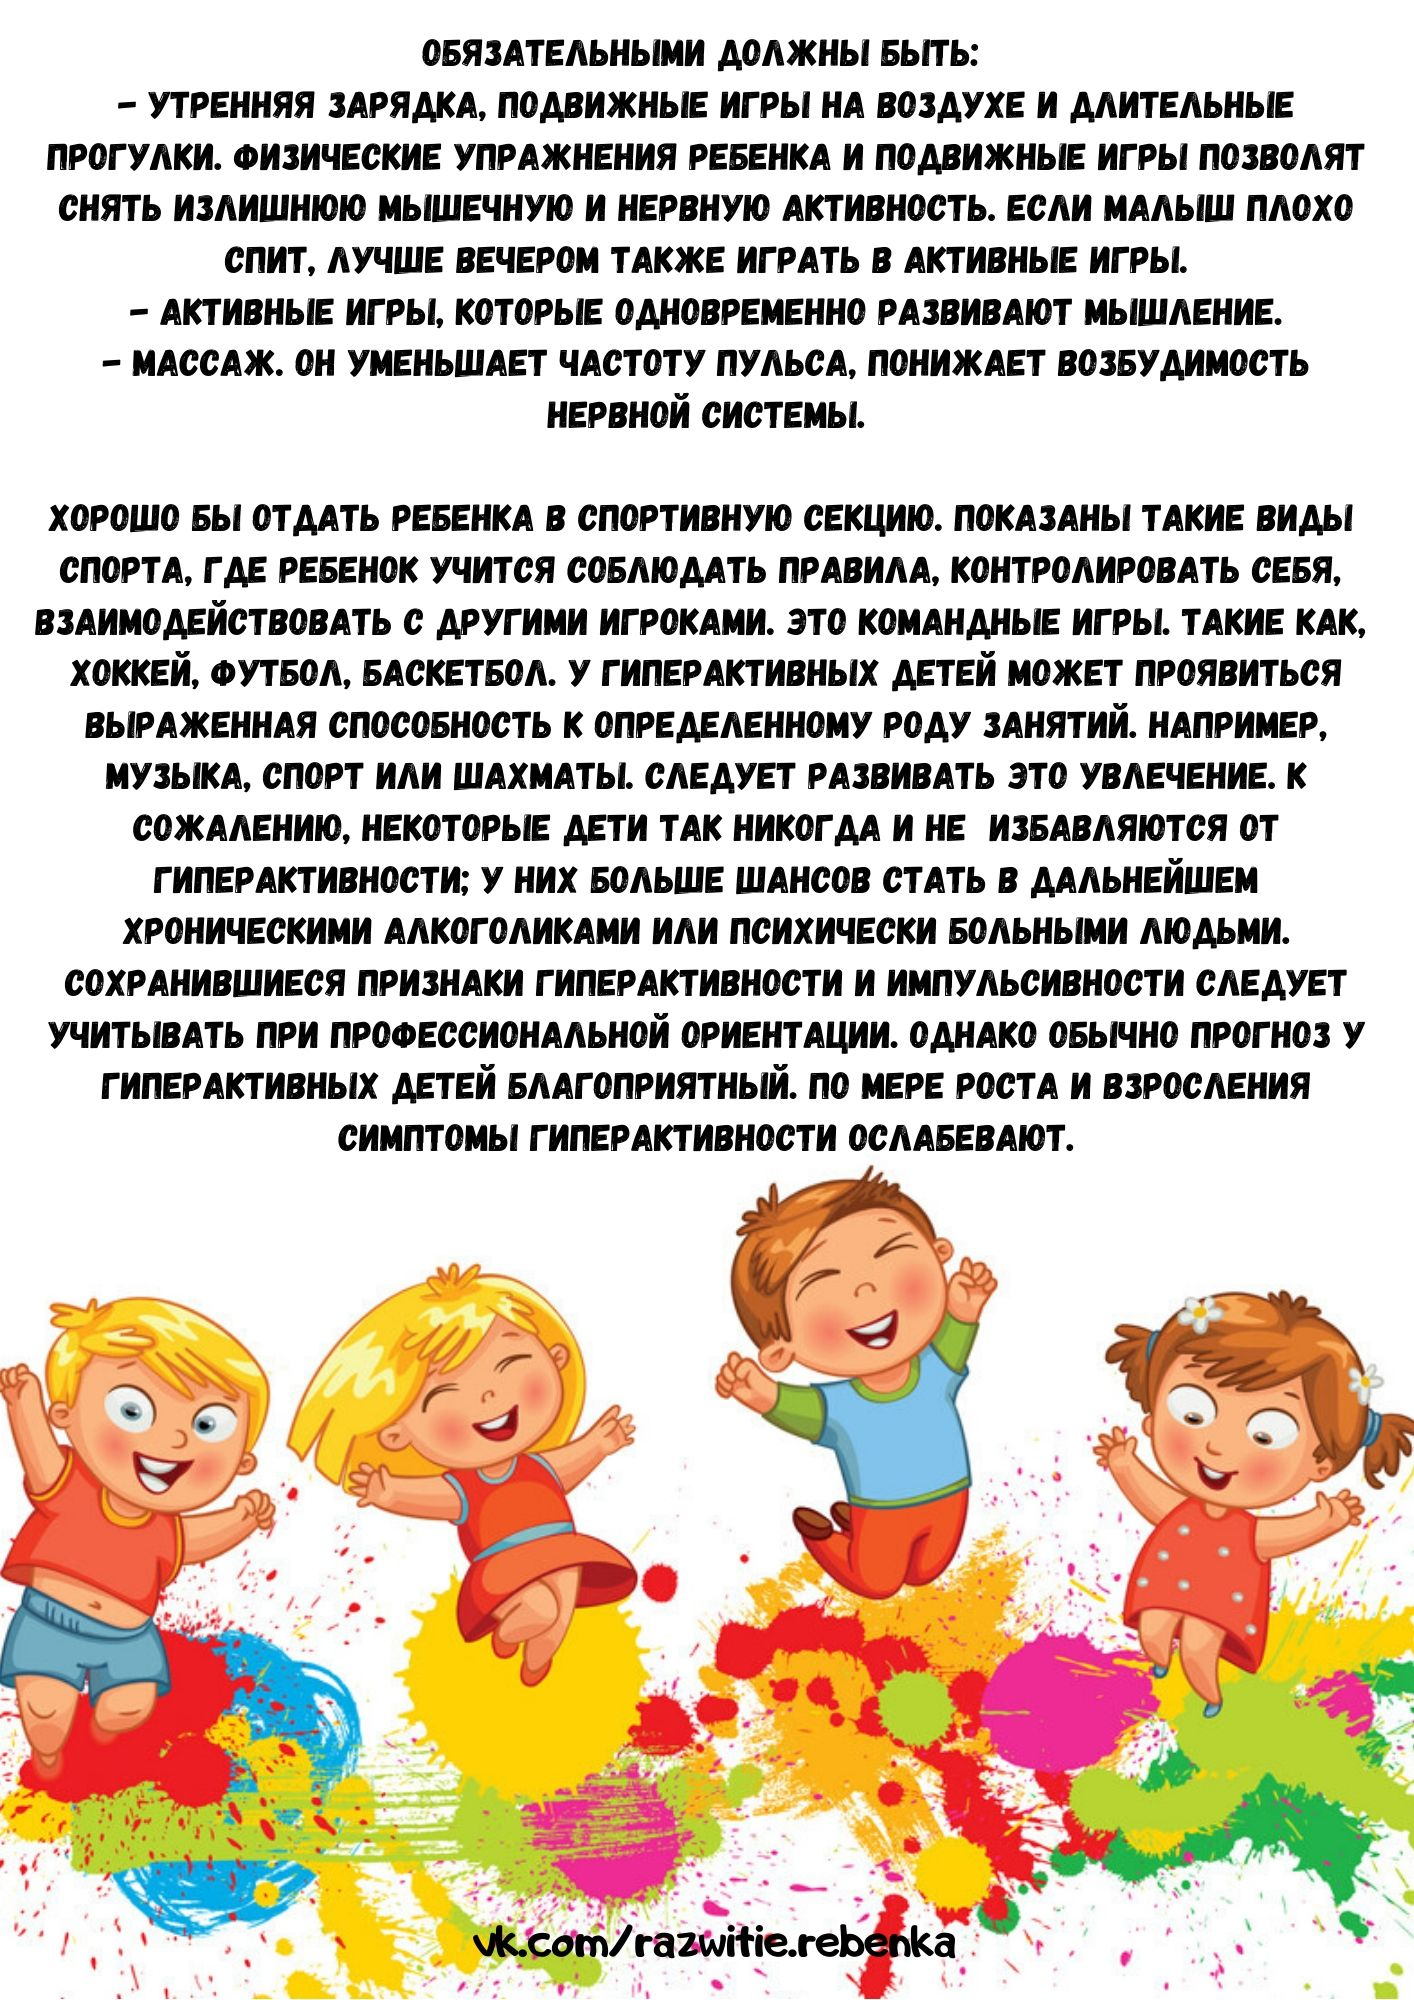 ОБЯЗАТЕЛЬНЫМИ ДОЛЖНЫ БЫТЬ:
– УТРЕННЯЯ ЗАРЯДКА, ПОДВИЖНЫЕ ИГРЫ НА ВОЗДУХЕ И ДЛИТЕЛЬНЫЕ
ПРОГУЛКИ. ФИЗИЧЕСКИЕ УПРАЖНЕНИЯ РЕБЕНКА И ПОДВИЖНЫЕ ИГРЫ ПОЗВОЛЯТ
СНЯТЬ ИЗЛИШНЮЮ МЫШЕЧНУЮ И НЕРВНУЮ АКТИВНОСТЬ. ЕСЛИ МАЛЫШ ПЛОХО
СПИТ, ЛУЧШЕ ВЕЧЕРОМ ТАКЖЕ ИГРАТЬ В АКТИВНЫЕ ИГРЫ.
– АКТИВНЫЕ ИГРЫ, КОТОРЫЕ ОДНОВРЕМЕННО РАЗВИВАЮТ МЫШЛЕНИЕ.
– МАССАЖ. ОН УМЕНЬШАЕТ ЧАСТОТУ ПУЛЬСА, ПОНИЖАЕТ ВОЗБУДИМОСТЬ
НЕРВНОЙ СИСТЕМЫ.
ХОРОШО БЫ ОТДАТЬ РЕБЕНКА В СПОРТИВНУЮ СЕКЦИЮ. ПОКАЗАНЫ ТАКИЕ ВИДЫ
СПОРТА, ГДЕ РЕБЕНОК УЧИТСЯ СОБЛЮДАТЬ ПРАВИЛА, КОНТРОЛИРОВАТЬ СЕБЯ,
ВЗАИМОДЕЙСТВОВАТЬ С ДРУГИМИ ИГРОКАМИ. ЭТО КОМАНДНЫЕ ИГРЫ. ТАКИЕ КАК,
ХОККЕЙ, ФУТБОЛ, БАСКЕТБОЛ. У ГИПЕРАКТИВНЫХ ДЕТЕЙ МОЖЕТ ПРОЯВИТЬСЯ
ВЫРАЖЕННАЯ СПОСОБНОСТЬ К ОПРЕДЕЛЕННОМУ РОДУ ЗАНЯТИЙ. НАПРИМЕР,
МУЗЫКА, СПОРТ ИЛИ ШАХМАТЫ. СЛЕДУЕТ РАЗВИВАТЬ ЭТО УВЛЕЧЕНИЕ. К
СОЖАЛЕНИЮ, НЕКОТОРЫЕ ДЕТИ ТАК НИКОГДА И НЕ ИЗБАВЛЯЮТСЯ ОТ
ГИПЕРАКТИВНОСТИ; У НИХ БОЛЬШЕ ШАНСОВ СТАТЬ В ДАЛЬНЕЙШЕМ
ХРОНИЧЕСКИМИ АЛКОГОЛИКАМИ ИЛИ ПСИХИЧЕСКИ БОЛЬНЫМИ ЛЮДЬМИ.
СОХРАНИВШИЕСЯ ПРИЗНАКИ ГИПЕРАКТИВНОСТИ И ИМПУЛЬСИВНОСТИ СЛЕДУЕТ
УЧИТЫВАТЬ ПРИ ПРОФЕССИОНАЛЬНОЙ ОРИЕНТАЦИИ. ОДНАКО ОБЫЧНО ПРОГНОЗ У
ГИПЕРАКТИВНЫХ ДЕТЕЙ БЛАГОПРИЯТНЫЙ. ПО МЕРЕ РОСТА И ВЗРОСЛЕНИЯ
СИМПТОМЫ ГИПЕРАКТИВНОСТИ ОСЛАБЕВАЮТ.
vk.com/razwitie.rebenka